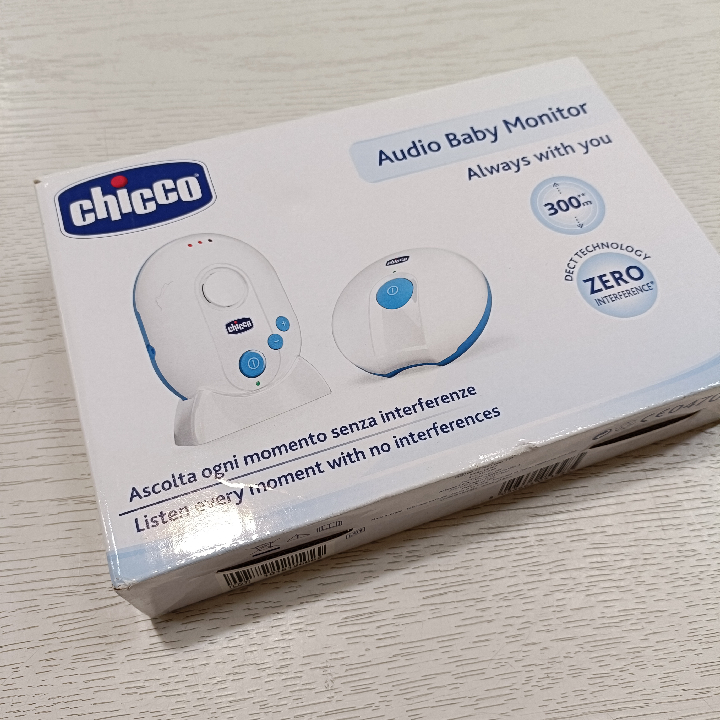 chicco
Audio Baby Monitor
Always with you
300** m
DECT TECHNOLOGY
ZERO
INTERFERENCE*
chicco
chicco
Ascolta ogni momento senza interferenze
Listen every moment with no interferences